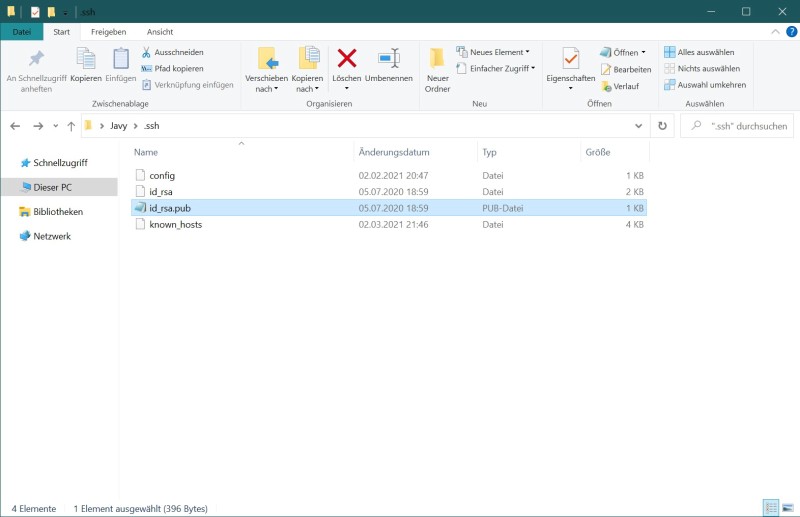 .ssh
Datei Start Freigeben Ansicht
An Schnellzugriff
anheften
Kopieren
Einfügen
Ausschneiden
Pfad kopieren
Verknüpfung einfügen
Zwischenablage
Verschieben
nach
Kopieren
nach
Löschen
Umbenennen
Organisieren
Neuer
Ordner
Neues Element
Einfacher Zugriff
Neu
Eigenschaften
Öffnen
Bearbeiten
Verlauf
Öffnen
Alles auswählen
Nichts auswählen
Auswahl umkehren
Auswählen
Javy .ssh
".ssh" durchsuchen
Schnellzugriff
Dieser PC
Bibliotheken
Netzwerk
Name Änderungsdatum Typ Größe
config 02.02.2021 20:47 Datei 1 KB
id_rsa 05.07.2020 18:59 Datei 2 KB
id_rsa.pub 05.07.2020 18:59 PUB-Datei 1 KB
known_hosts 02.03.2021 21:46 Datei 4 KB
4 Elemente 1 Element ausgewählt (396 Bytes)